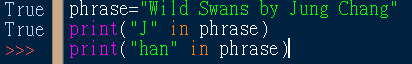 True
True
>>>
phrase="Wild Swans by Jung Chang"
print("J" in phrase)
print("han" in phrase)